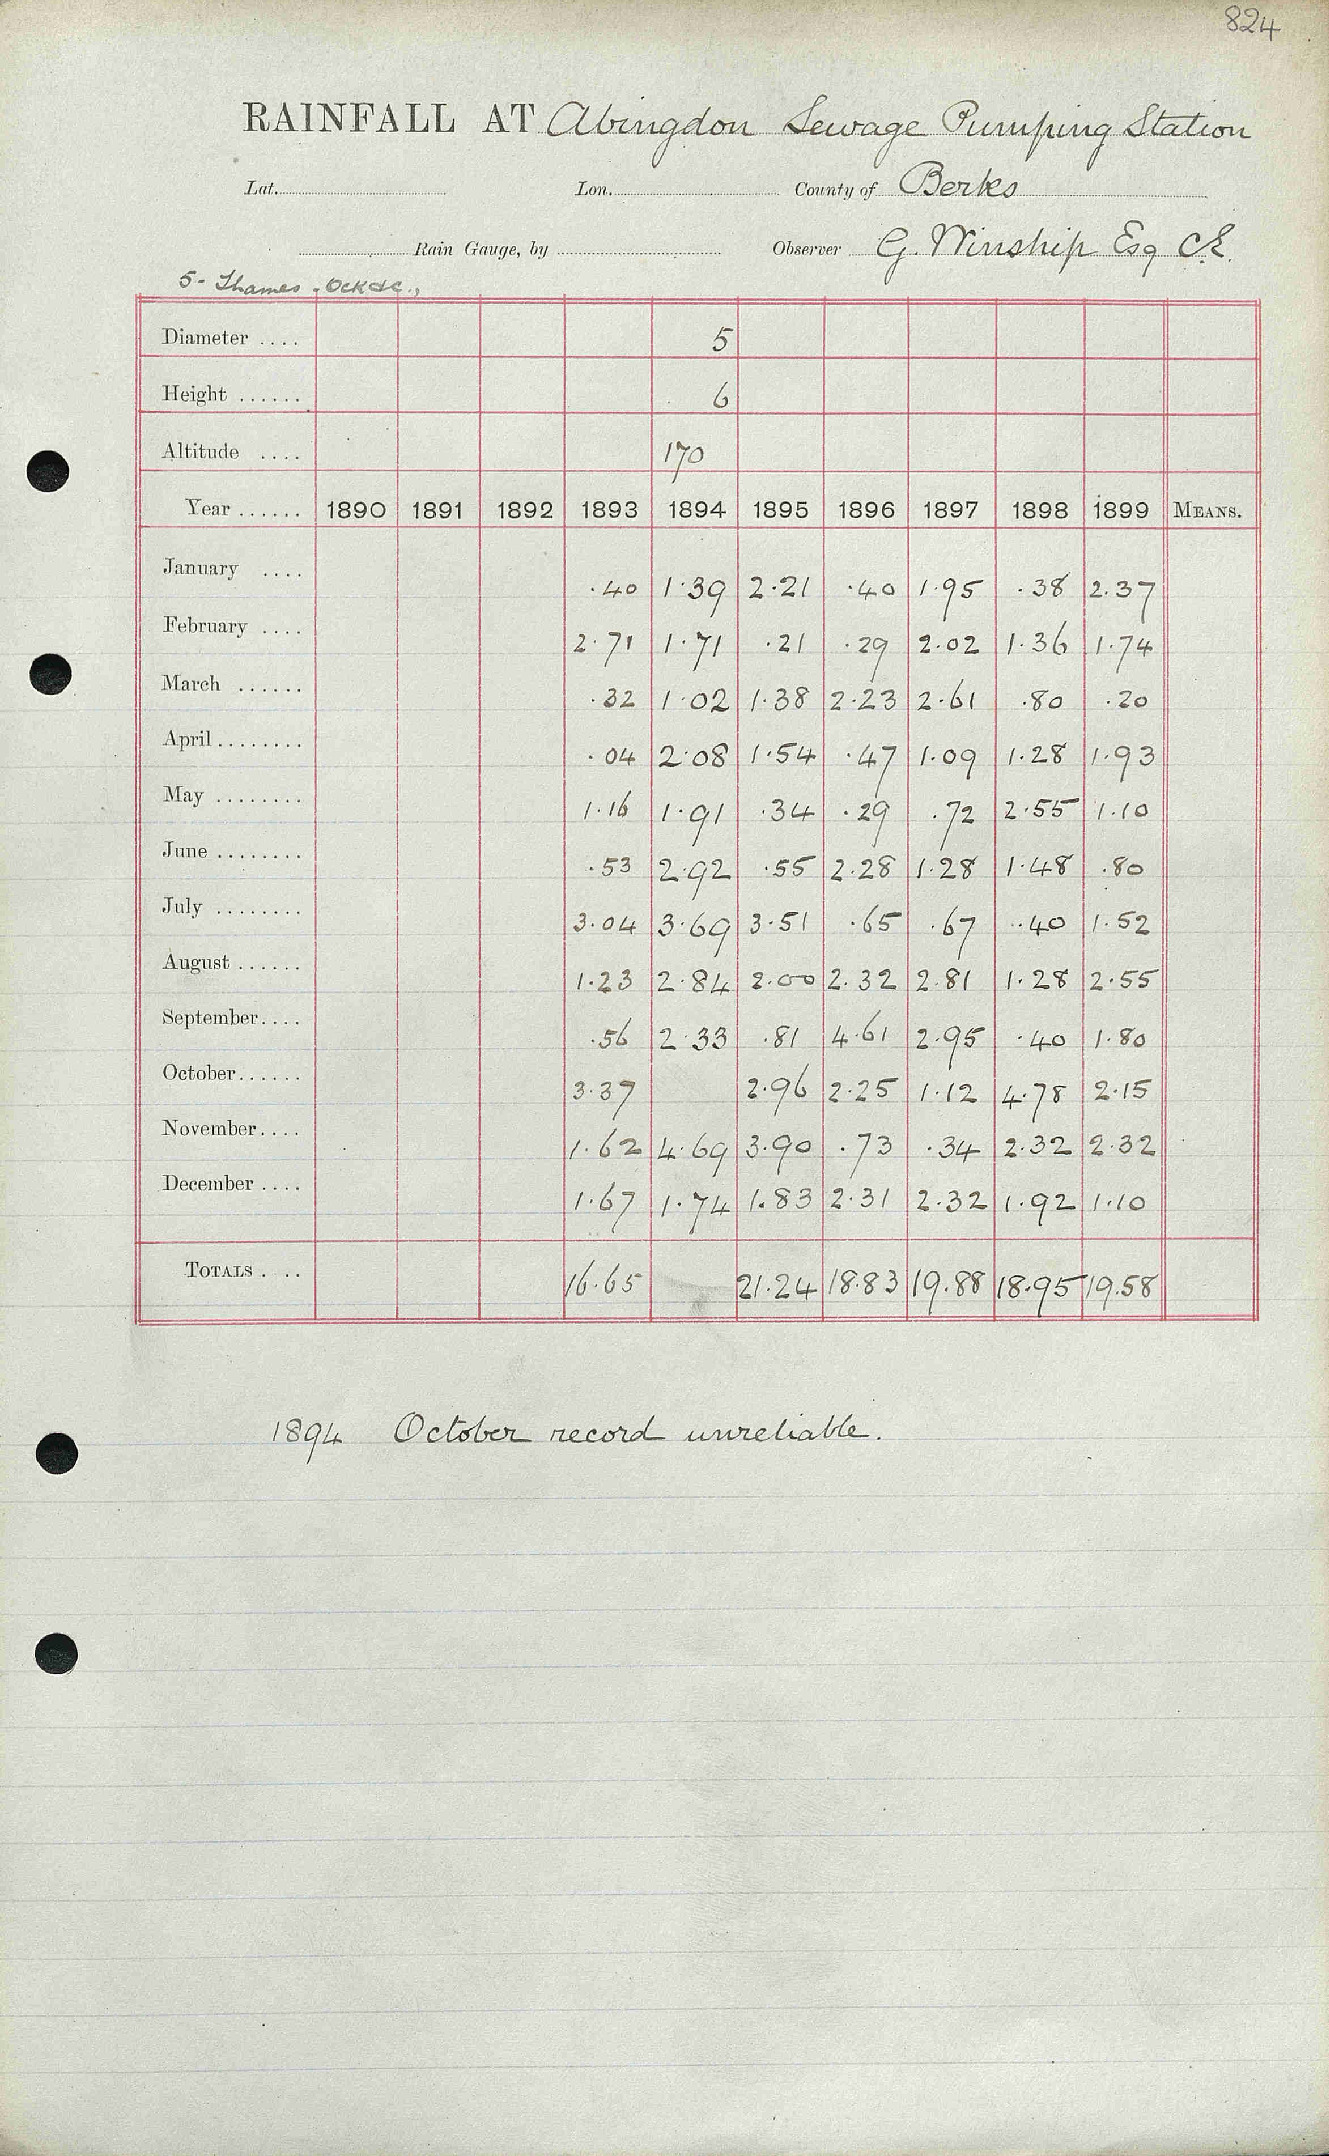 824
RAINFALL AT Abingdon Sewage Pumping Station
Lat. Lon. County of Berks
Rain Gauge, by Observer G. Winship Esq C.E.
5 - Thames, Ock &c.,
Diameter .... 5
Height ...... 6
Altitude .... 170
Year ...... 1890 1891 1892 1893 1894 1895 1896 1897 1898 1899 MEANS.
January .... .40 1.39 2.21 .40 1.95 .38 2.37
February .... 2.71 1.71 .21 .29 2.02 1.36 1.74
March ...... .32 1.02 1.38 2.23 2.61 .80 .20
April ........ .04 2.08 1.54 .47 1.09 1.28 1.93
May ........ 1.16 1.91 .34 .29 .72 2.55 1.10
June ........ .53 2.92 .55 2.28 1.28 1.48 .80
July ........ 3.04 3.69 3.51 .65 .67 .40 1.52
August ...... 1.23 2.84 2.00 2.32 2.81 1.28 2.55
September.... .56 2.33 .81 4.61 2.95 .40 1.80
October...... 3.37 2.96 2.25 1.12 4.78 2.15
November.... 1.62 4.69 3.90 .73 .34 2.32 2.32
December .... 1.67 1.74 1.83 2.31 2.32 1.92 1.10
TOTALS . .. 16.65 21.24 18.83 19.88 18.95 19.58
1894 October record unreliable.